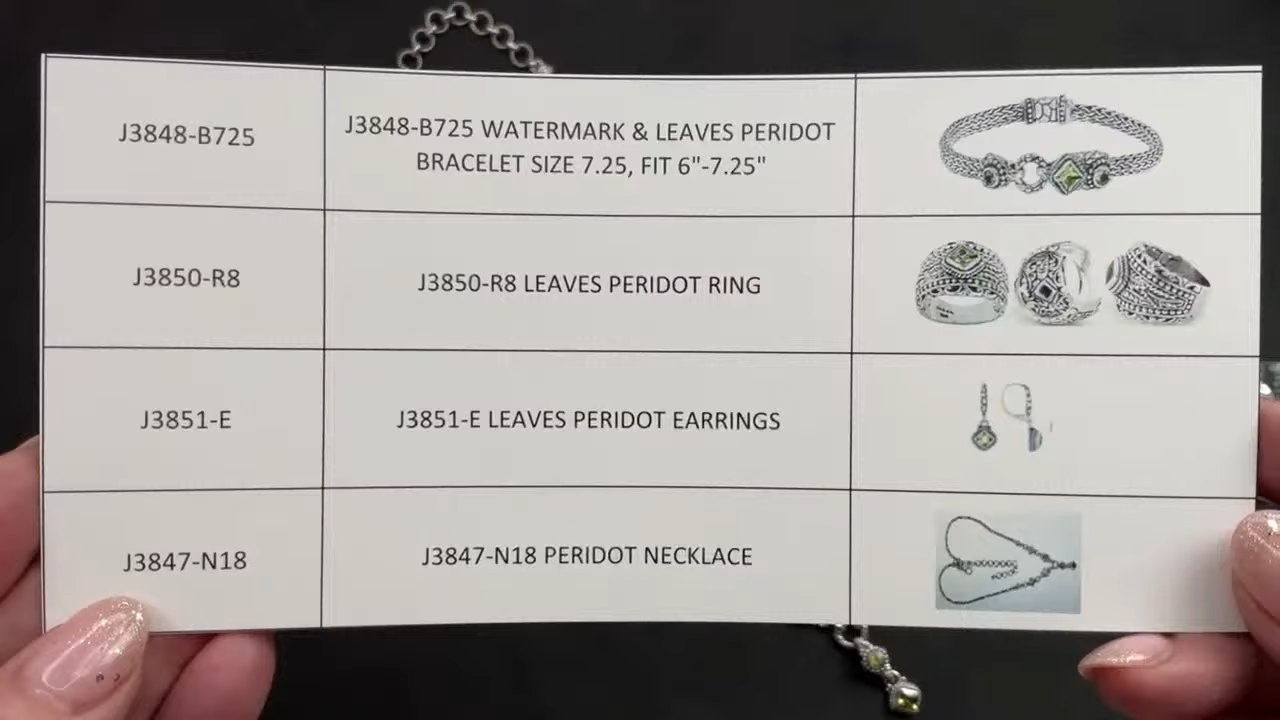 J3848-B725
J3848-B725 WATERMARK & LEAVES PERIDOT
BRACELET SIZE 7.25, FIT 6"-7.25"
J3850-R8
J3850-R8 LEAVES PERIDOT RING
J3851-E
J3851-E LEAVES PERIDOT EARRINGS
J3847-N18
J3847-N18 PERIDOT NECKLACE